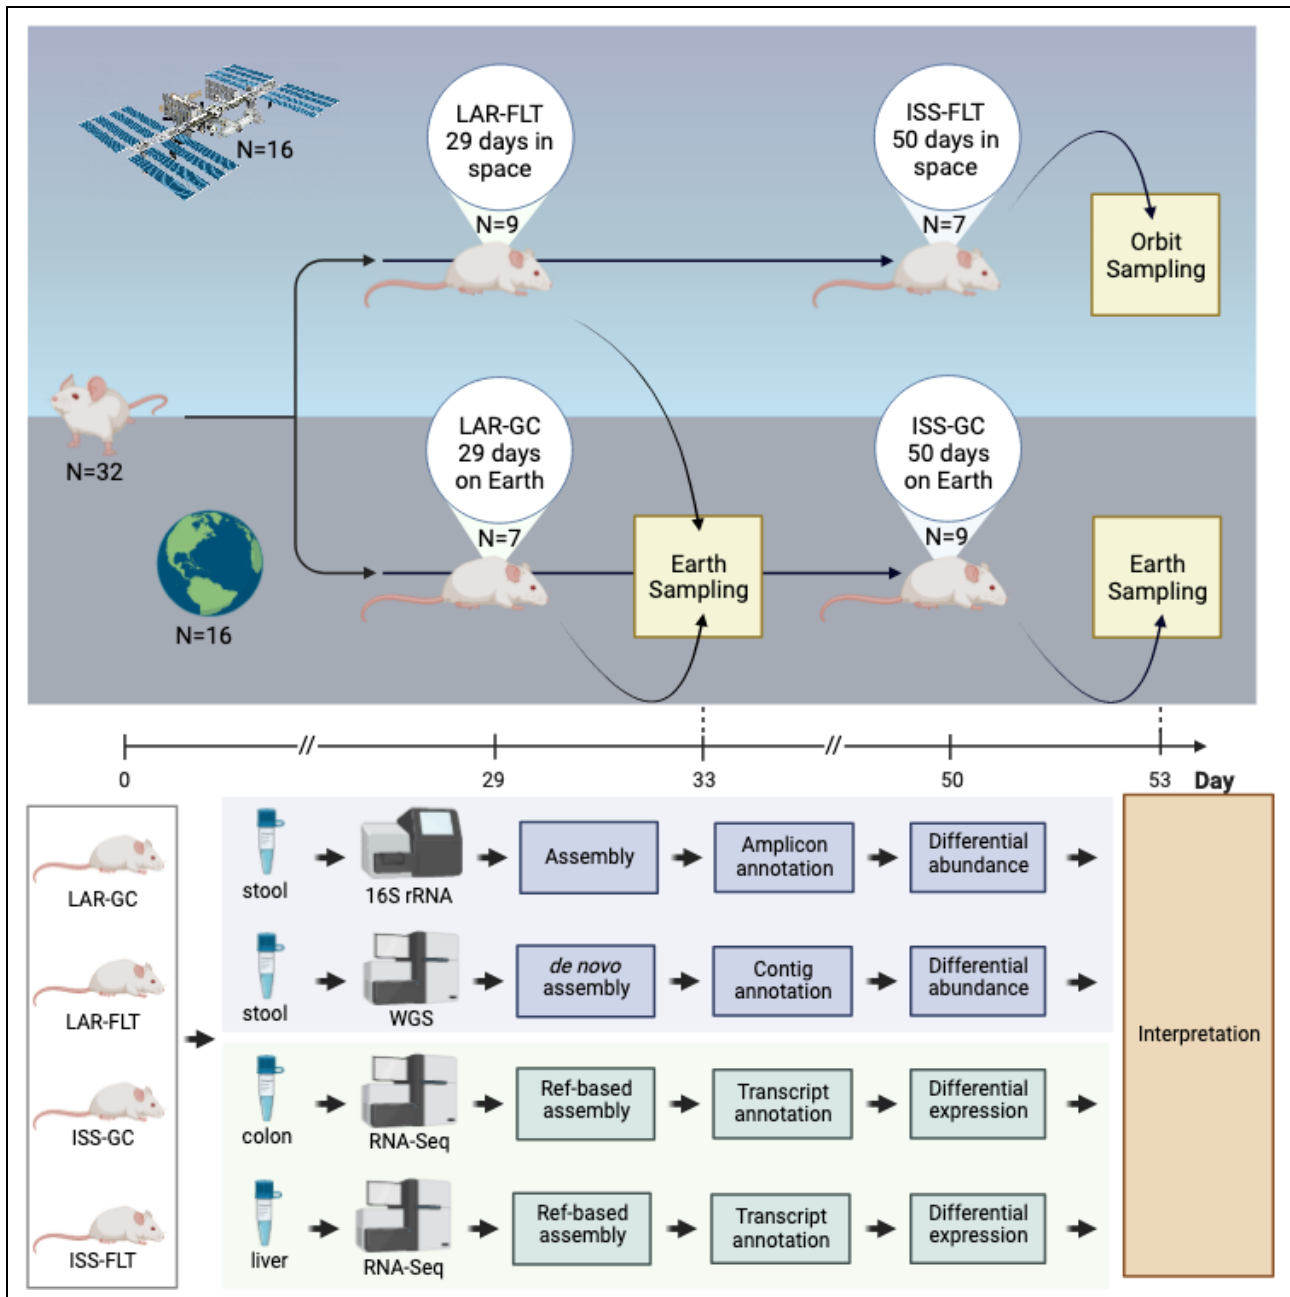 N=16
LAR-FLT
29 days in
space
N=9
ISS-FLT
50 days in
space
N=7
Orbit
Sampling
N=32
LAR-GC
29 days
on Earth
N=7
ISS-GC
50 days
on Earth
N=9
Earth
Sampling
Earth
Sampling
N=16
0
//
29
33
//
50
53
Day
LAR-GC
LAR-FLT
ISS-GC
ISS-FLT
stool
16S rRNA
Assembly
Amplicon
annotation
Differential
abundance
stool
WGS
de novo
assembly
Contig
annotation
Differential
abundance
colon
RNA-Seq
Ref-based
assembly
Transcript
annotation
Differential
expression
liver
RNA-Seq
Ref-based
assembly
Transcript
annotation
Differential
expression
Interpretation